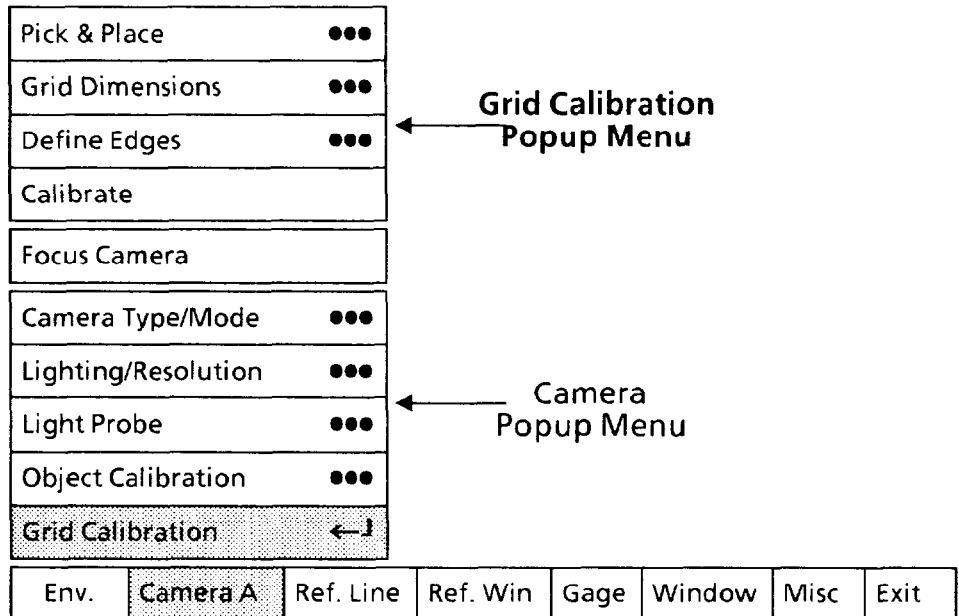 Pick & Place •••
Grid Dimensions •••
Define Edges •••
Calibrate
Grid Calibration
Popup Menu
Focus Camera
Camera Type/Mode •••
Lighting/Resolution •••
Light Probe •••
Object Calibration •••
Grid Calibration ←┘
Camera
Popup Menu
Env. Camera A Ref. Line Ref. Win Gage Window Misc Exit